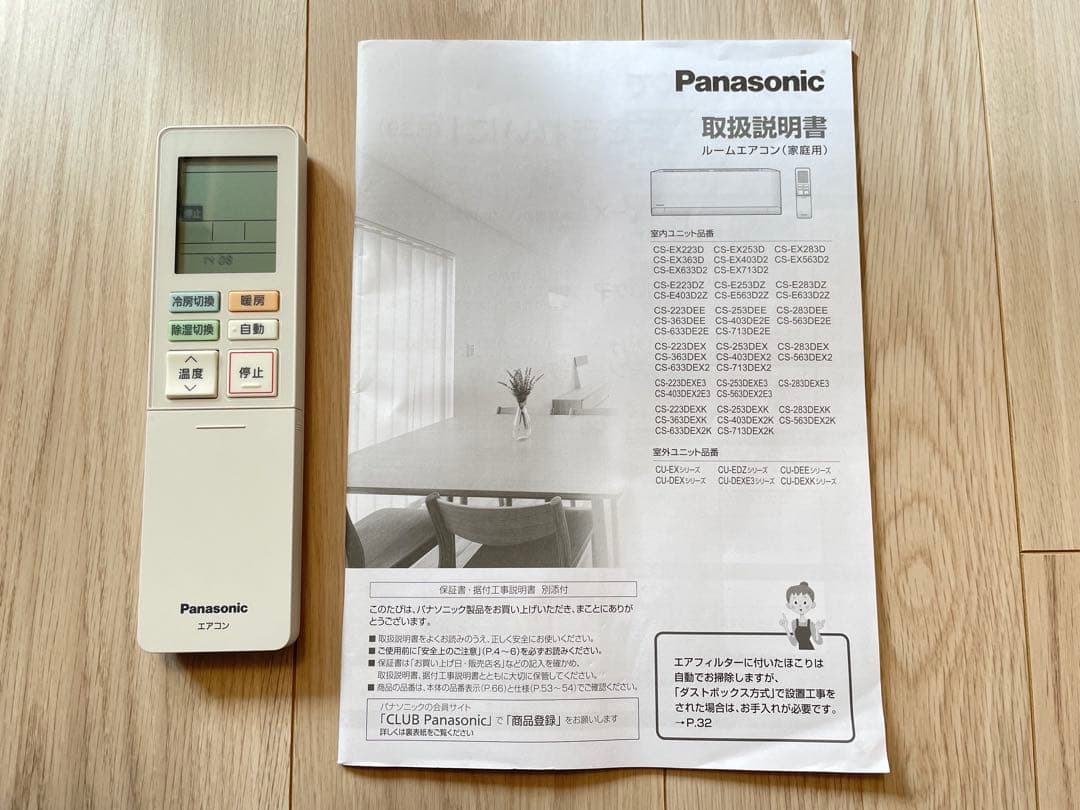 停止
冷房切換
暖房
除湿切換
自動
温度
停止
Panasonic
エアコン
Panasonic
取扱説明書
ルームエアコン(家庭用)
室内ユニット品番
CS-EX223D CS-EX253D CS-EX283D
CS-EX363D CS-EX403D2 CS-EX563D2
CS-EX633D2 CS-EX713D2
CS-E223DZ CS-E253DZ CS-E283DZ
CS-E403D2Z CS-E563D2Z CS-E633D2Z
CS-223DEE CS-253DEE CS-283DEE
CS-363DEE CS-403DE2E CS-563DE2E
CS-633DE2E CS-713DE2E
CS-223DEX CS-253DEX CS-283DEX
CS-363DEX CS-403DEX2 CS-563DEX2
CS-633DEX2 CS-713DEX2
CS-223DEXE3 CS-253DEXE3 CS-283DEXE3
CS-403DEX2E3 CS-563DEX2E3
CS-223DEXK CS-253DEXK CS-283DEXK
CS-363DEXK CS-403DEX2K CS-563DEX2K
CS-633DEX2K CS-713DEX2K
室外ユニット品番
CU-EXシリーズ CU-EDZシリーズ CU-DEEシリーズ
CU-DEXシリーズ CU-DEXE3シリーズ CU-DEXKシリーズ
保証書・据付工事説明書 別添付
このたびは、パナソニック製品をお買い上げいただき、まことにありが
とうございます。
■ 取扱説明書をよくお読みのうえ、正しく安全にお使いください。
■ ご使用前に「安全上のご注意」(P.4～6)を必ずお読みください。
■ 保証書は「お買い上げ日・販売店名」などの記入を確かめ、
取扱説明書、据付工事説明書とともに大切に保管してください。
■ 商品の品番は、本体の品番表示(P.66)と仕様(P.53～54)でご確認ください。
パナソニックの会員サイト
「CLUB Panasonic」で「商品登録」をお願いします
詳しくは裏表紙をご覧ください
エアフィルターに付いたほこりは
自動でお掃除しますが、
「ダストボックス方式」で設置工事を
された場合は、お手入れが必要です。
→P.32